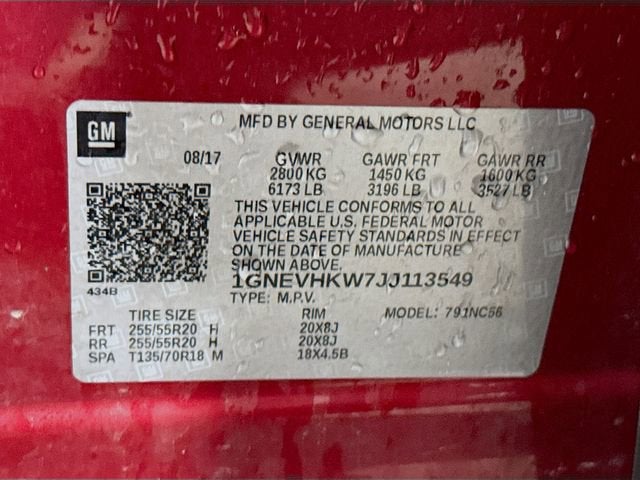 GM
MFD BY GENERAL MOTORS LLC
08/17 GVWR GAWR FRT GAWR RR
2800 KG 1450 KG 1600 KG
6173 LB 3196 LB 3527 LB
THIS VEHICLE CONFORMS TO ALL
APPLICABLE U.S. FEDERAL MOTOR
VEHICLE SAFETY STANDARDS IN EFFECT
ON THE DATE OF MANUFACTURE
SHOWN ABOVE.
434B
1GNEVHKW7JJ113549
TYPE: M.P.V.
TIRE SIZE RIM MODEL: 791NC56
FRT 255/55R20 H 20X8J
RR 255/55R20 H 20X8J
SPA T135/70R18 M 18X4.5B